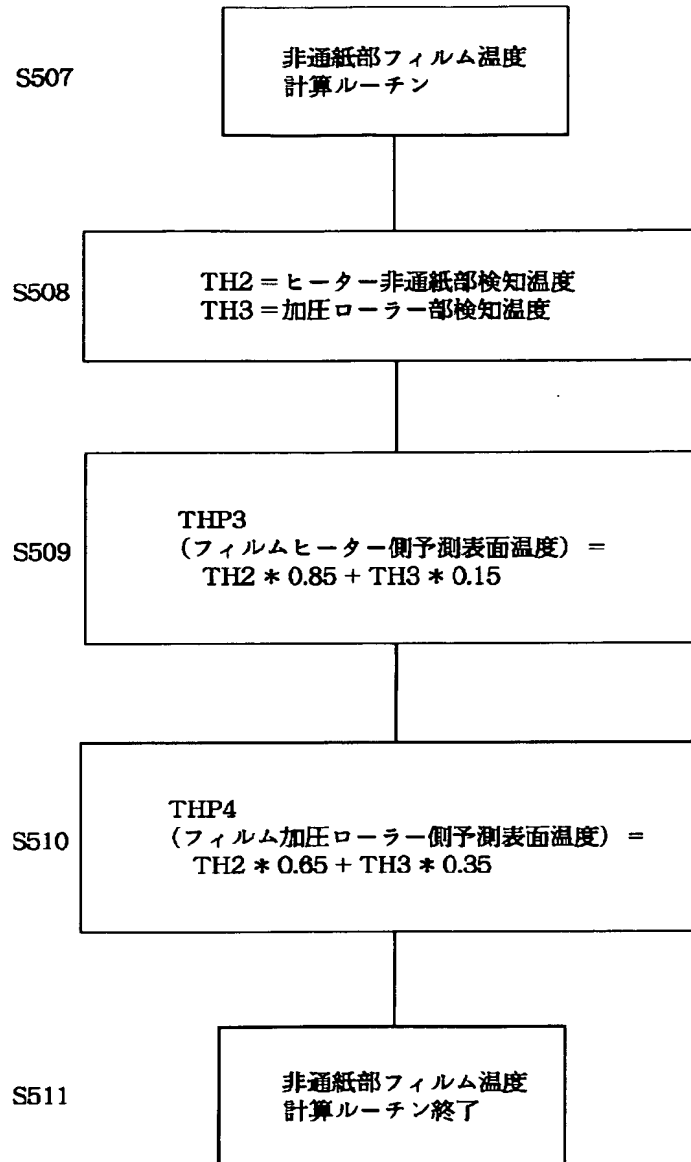 S507
非通紙部フィルム温度
計算ルーチン
S508
TH2＝ヒーター非通紙部検知温度
TH3＝加圧ローラー部検知温度
S509
THP3
（フィルムヒーター側予測表面温度）＝
TH2 * 0.85 + TH3 * 0.15
S510
THP4
（フィルム加圧ローラー側予測表面温度）＝
TH2 * 0.65 + TH3 * 0.35
S511
非通紙部フィルム温度
計算ルーチン終了